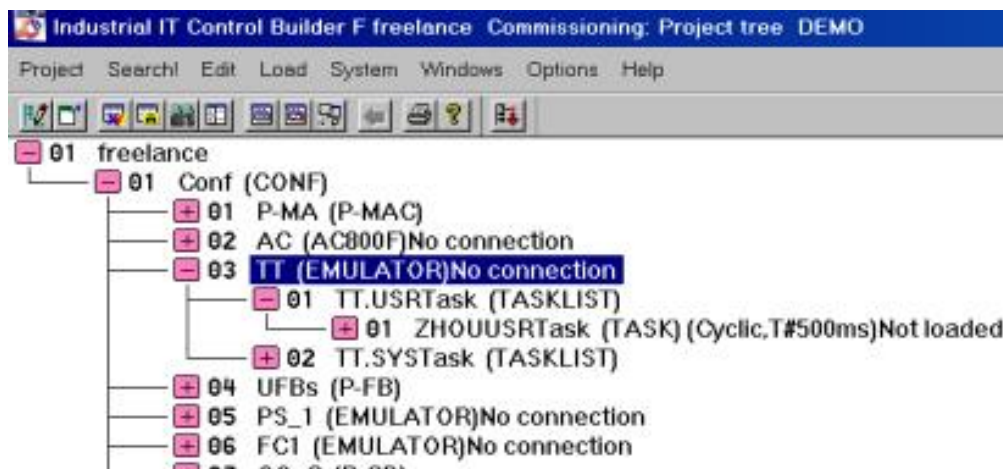 Industrial IT Control Builder F freelance Commissioning: Project tree DEMO
Project Search! Edit Load System Windows Options Help
01 freelance
01 Conf (CONF)
01 P-MA (P-MAC)
02 AC (AC800F)No connection
03 TT (EMULATOR)No connection
01 TT.USRTask (TASKLIST)
01 ZHOUUSRTask (TASK) (Cyclic,T#500ms)Not loaded
02 TT.SYSTask (TASKLIST)
04 UFBs (P-FB)
05 PS_1 (EMULATOR)No connection
06 FC1 (EMULATOR)No connection